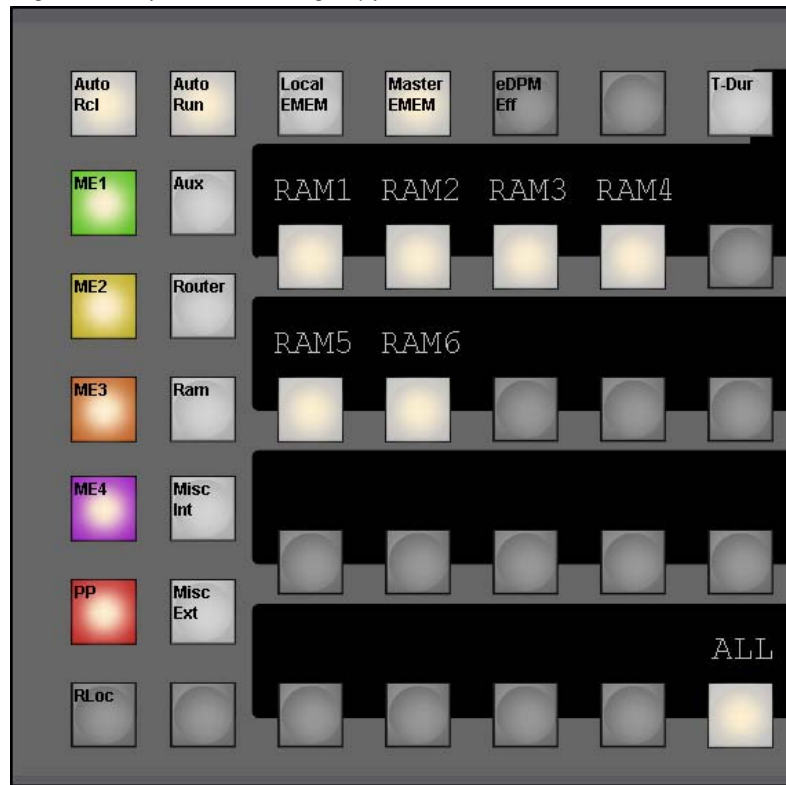 Auto Rcl
Auto Run
Local EMEM
Master EMEM
eDPM Eff
T-Dur
ME1
Aux
RAM1 RAM2 RAM3 RAM4
ME2
Router
RAM5 RAM6
ME3
Ram
ME4
Misc Int
PP
Misc Ext
ALL
RLoc